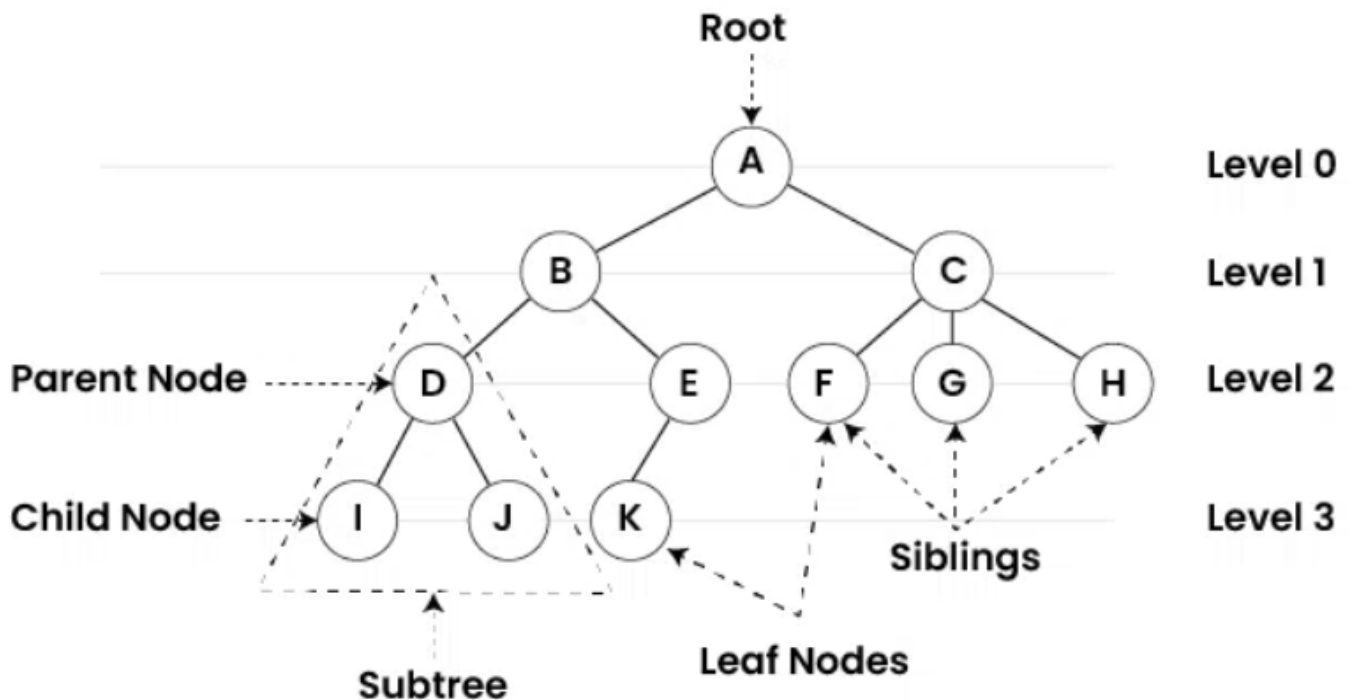 Root
A
Level 0
B
C
Level 1
Parent Node
D
E
F
G
H
Level 2
Child Node
I
J
K
Level 3
Siblings
Leaf Nodes
Subtree